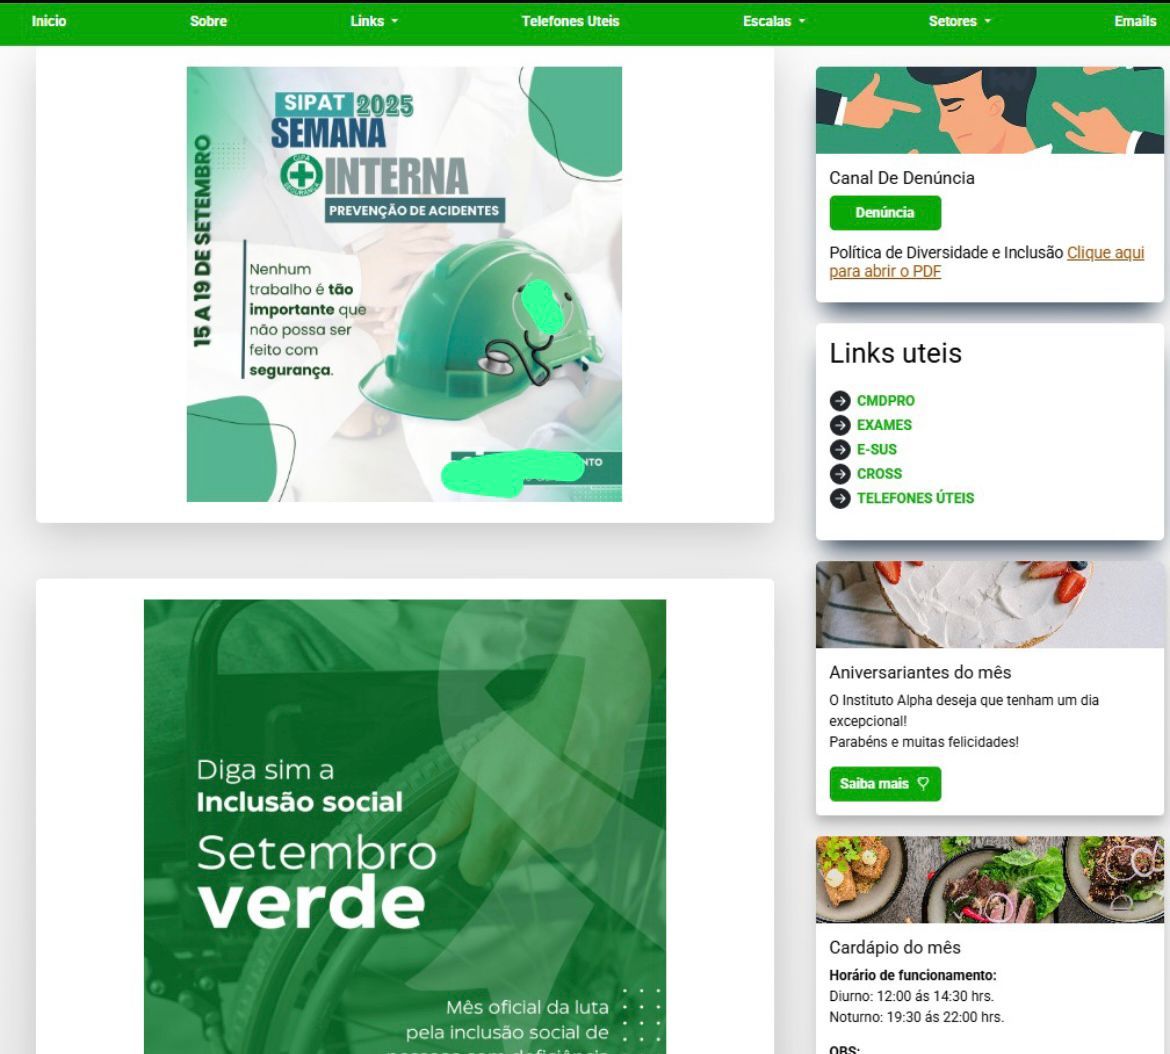 Inicio
Sobre
Links
Telefones Uteis
Escalas
Setores
Emails
SIPAT 2025
SEMANA
INTERNA
CIPA
SEGURANÇA
PREVENÇÃO DE ACIDENTES
15 A 19 DE SETEMBRO
Nenhum
trabalho é tão
importante que
não possa ser
feito com
segurança.
Diga sim a
Inclusão social
Setembro
verde
Mês oficial da luta
pela inclusão social de
Canal De Denúncia
Denúncia
Política de Diversidade e Inclusão Clique aqui
para abrir o PDF
Links uteis
CMDPRO
EXAMES
E-SUS
CROSS
TELEFONES ÚTEIS
Aniversariantes do mês
O Instituto Alpha deseja que tenham um dia
excepcional!
Parabéns e muitas felicidades!
Saiba mais
Cardápio do mês
Horário de funcionamento:
Diurno: 12:00 ás 14:30 hrs.
Noturno: 19:30 ás 22:00 hrs.
OBS: